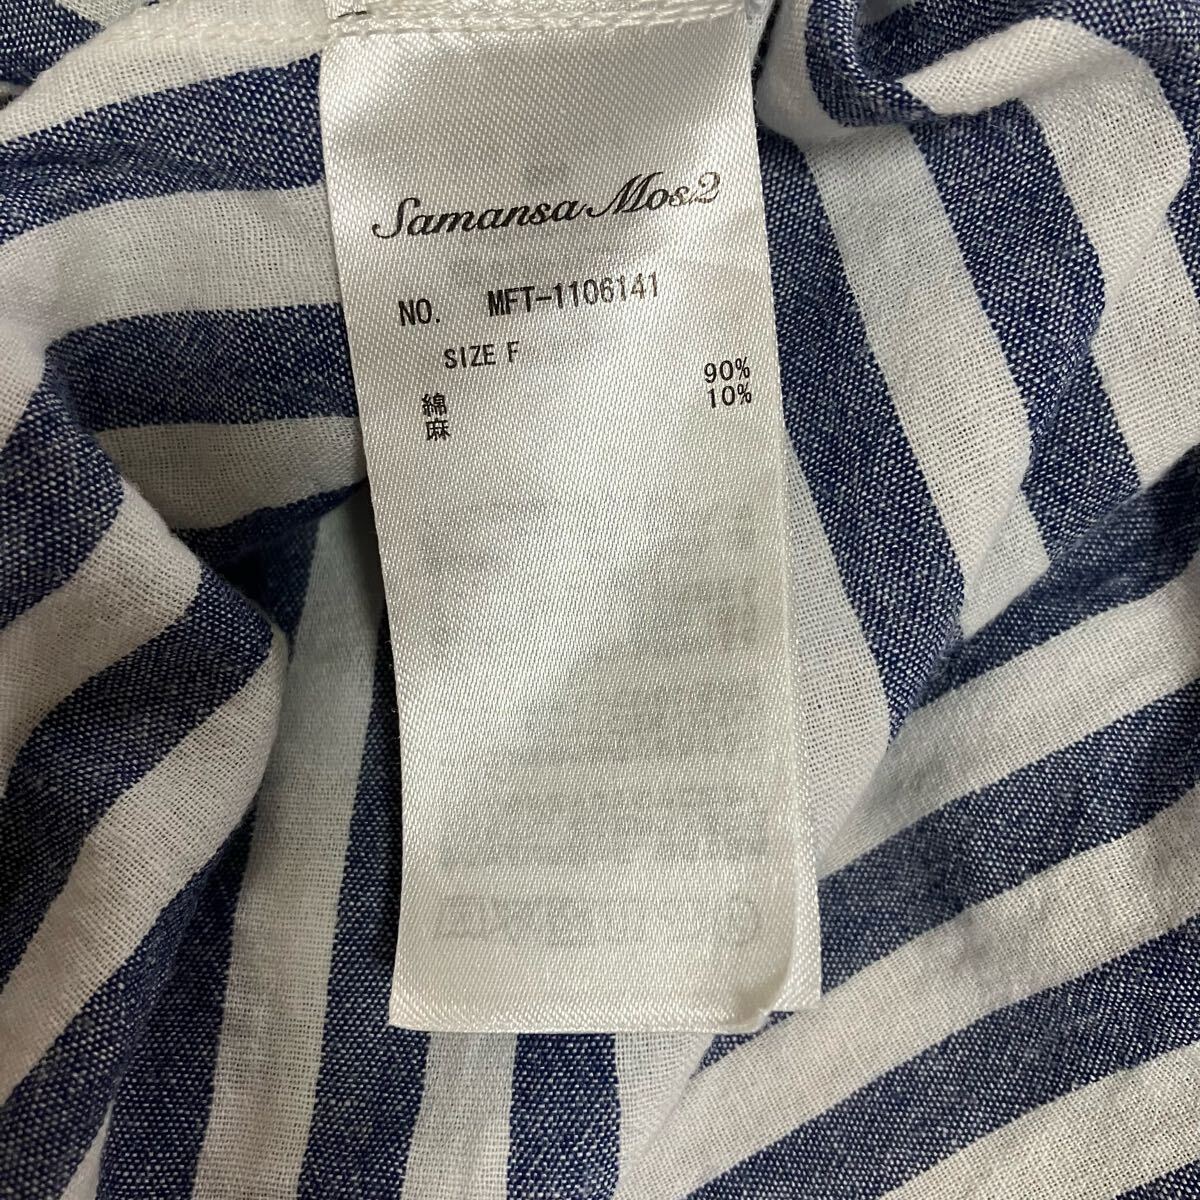 Samansa Mos2
NO. MFT-1106141
SIZE F
綿 90%
麻 10%